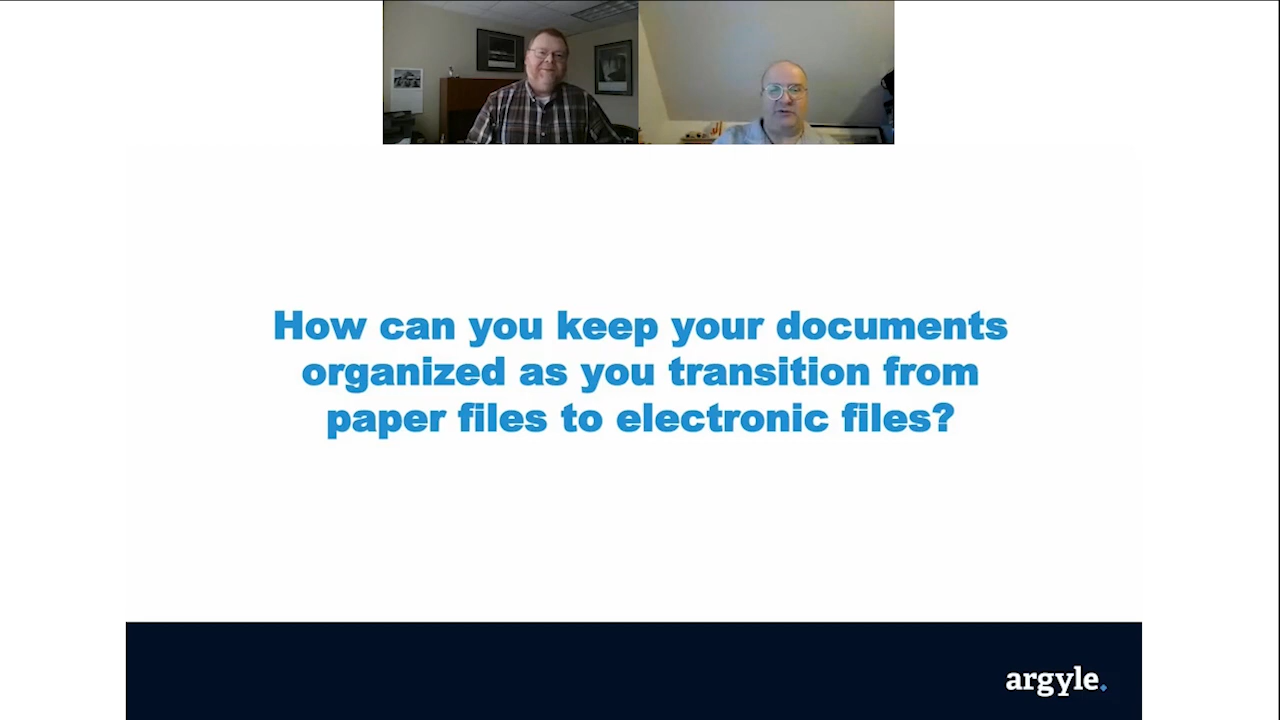 How can you keep your documents
organized as you transition from
paper files to electronic files?
argyle.